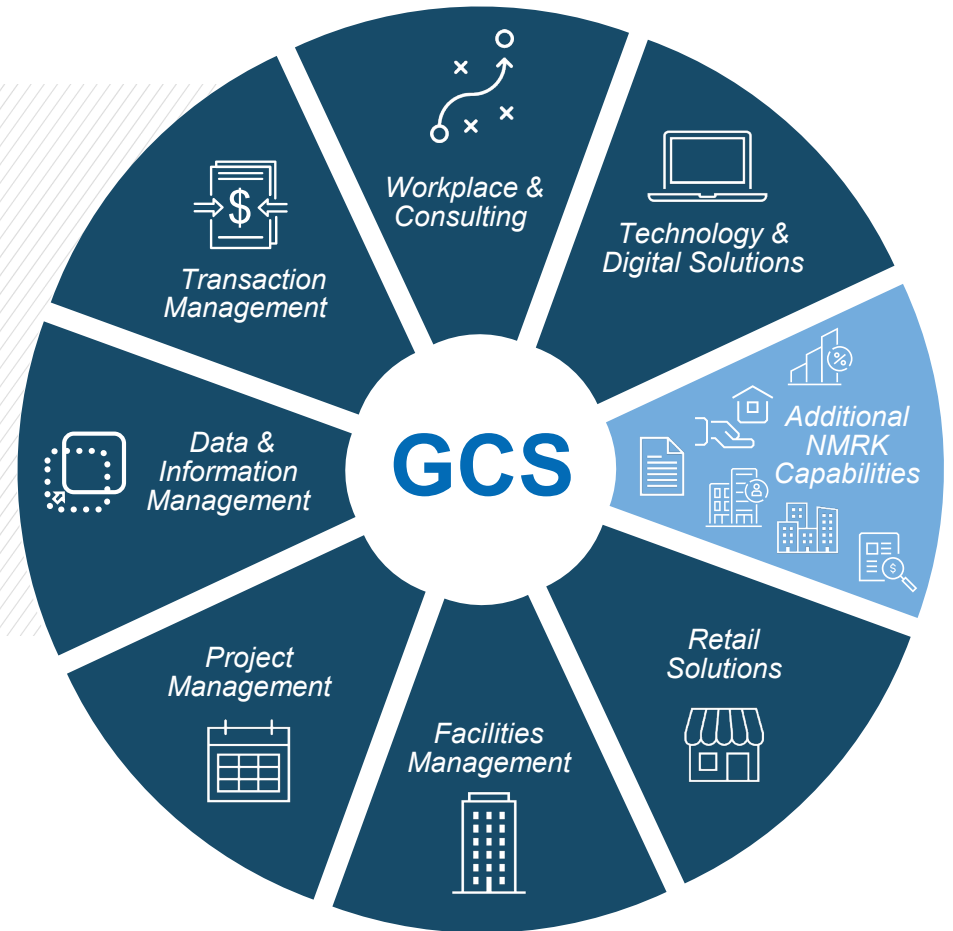 Workplace &
Consulting
Technology &
Digital Solutions
Additional
NMRK
Capabilities
Retail
Solutions
Facilities
Management
Project
Management
Data &
Information
Management
Transaction
Management
$
%
$
GCS